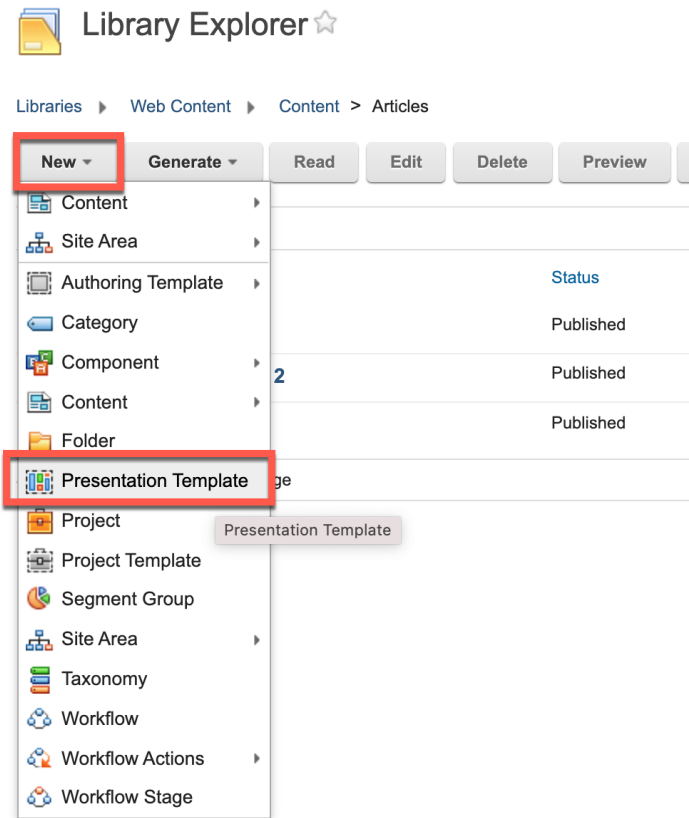 Library Explorer
Libraries Web Content Content > Articles
New Generate Read Edit Delete Preview
Content
Site Area
Authoring Template
Status
Category
Published
Component
2
Published
Content
Published
Folder
Presentation Template
ge
Project
Presentation Template
Project Template
Segment Group
Site Area
Taxonomy
Workflow
Workflow Actions
Workflow Stage